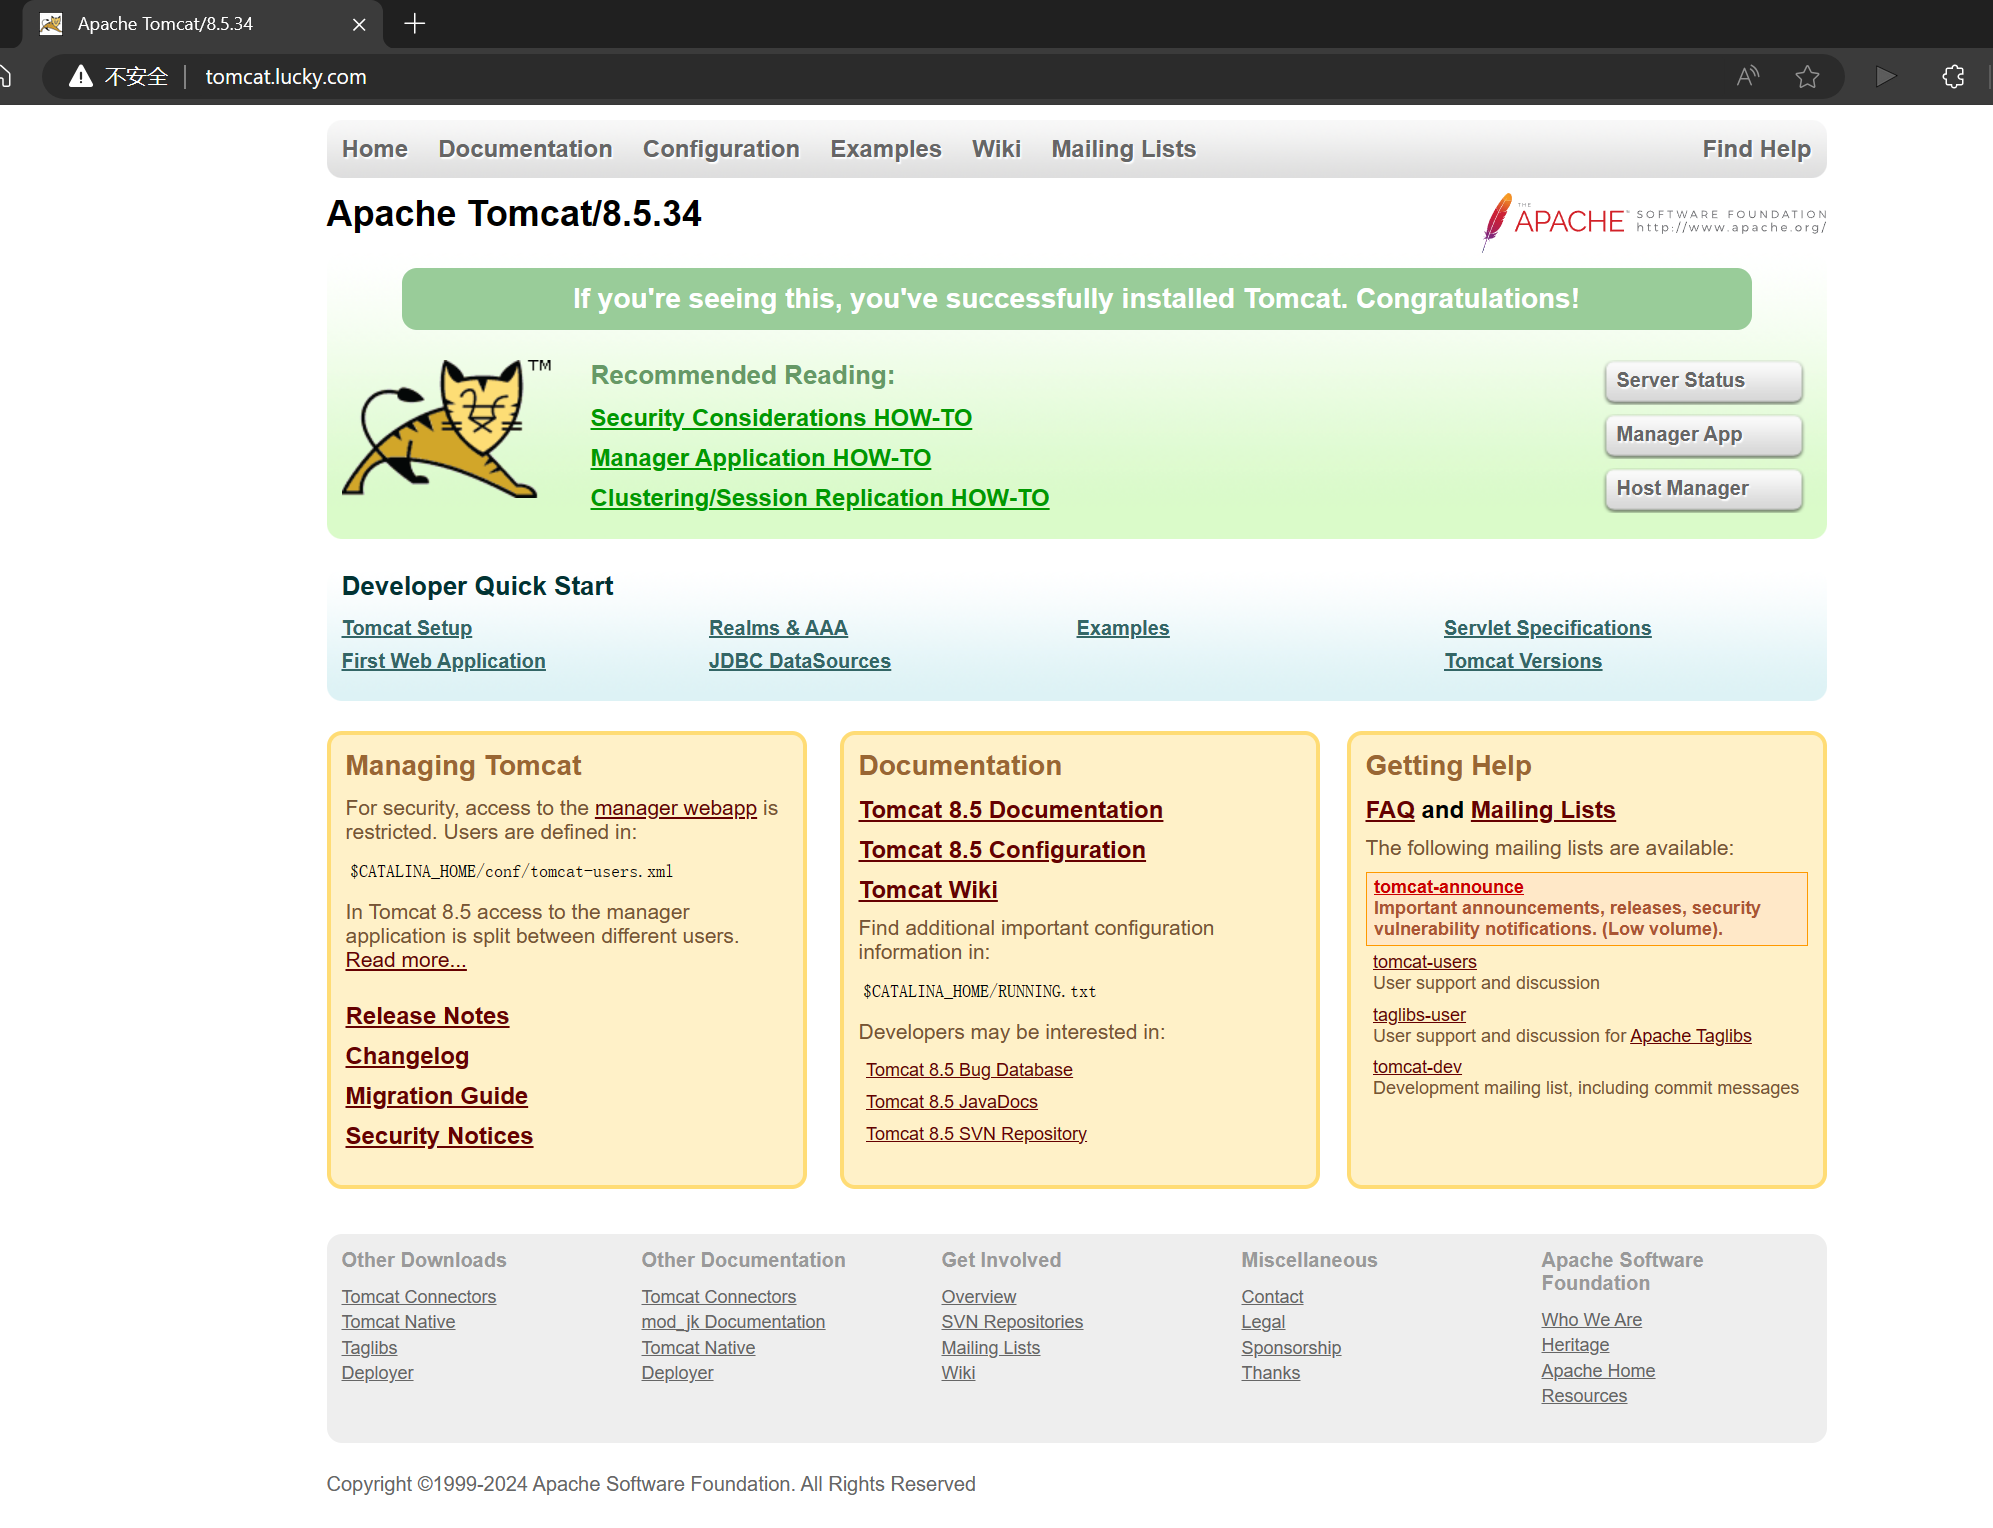 Apache Tomcat/8.5.34
不安全 tomcat.lucky.com
Home Documentation Configuration Examples Wiki Mailing Lists Find Help
Apache Tomcat/8.5.34
THE APACHE™ SOFTWARE FOUNDATION
http://www.apache.org/
If you're seeing this, you've successfully installed Tomcat. Congratulations!
TM
Recommended Reading:
Security Considerations HOW-TO
Manager Application HOW-TO
Clustering/Session Replication HOW-TO
Server Status
Manager App
Host Manager
Developer Quick Start
Tomcat Setup
First Web Application
Realms & AAA
JDBC DataSources
Examples
Servlet Specifications
Tomcat Versions
Managing Tomcat
For security, access to the manager webapp is
restricted. Users are defined in:
$CATALINA_HOME/conf/tomcat-users.xml
In Tomcat 8.5 access to the manager
application is split between different users.
Read more...
Release Notes
Changelog
Migration Guide
Security Notices
Documentation
Tomcat 8.5 Documentation
Tomcat 8.5 Configuration
Tomcat Wiki
Find additional important configuration
information in:
$CATALINA_HOME/RUNNING.txt
Developers may be interested in:
Tomcat 8.5 Bug Database
Tomcat 8.5 JavaDocs
Tomcat 8.5 SVN Repository
Getting Help
FAQ and Mailing Lists
The following mailing lists are available:
tomcat-announce
Important announcements, releases, security
vulnerability notifications. (Low volume).
tomcat-users
User support and discussion
taglibs-user
User support and discussion for Apache Taglibs
tomcat-dev
Development mailing list, including commit messages
Other Downloads
Tomcat Connectors
Tomcat Native
Taglibs
Deployer
Other Documentation
Tomcat Connectors
mod_jk Documentation
Tomcat Native
Deployer
Get Involved
Overview
SVN Repositories
Mailing Lists
Wiki
Miscellaneous
Contact
Legal
Sponsorship
Thanks
Apache Software
Foundation
Who We Are
Heritage
Apache Home
Resources
Copyright ©1999-2024 Apache Software Foundation. All Rights Reserved